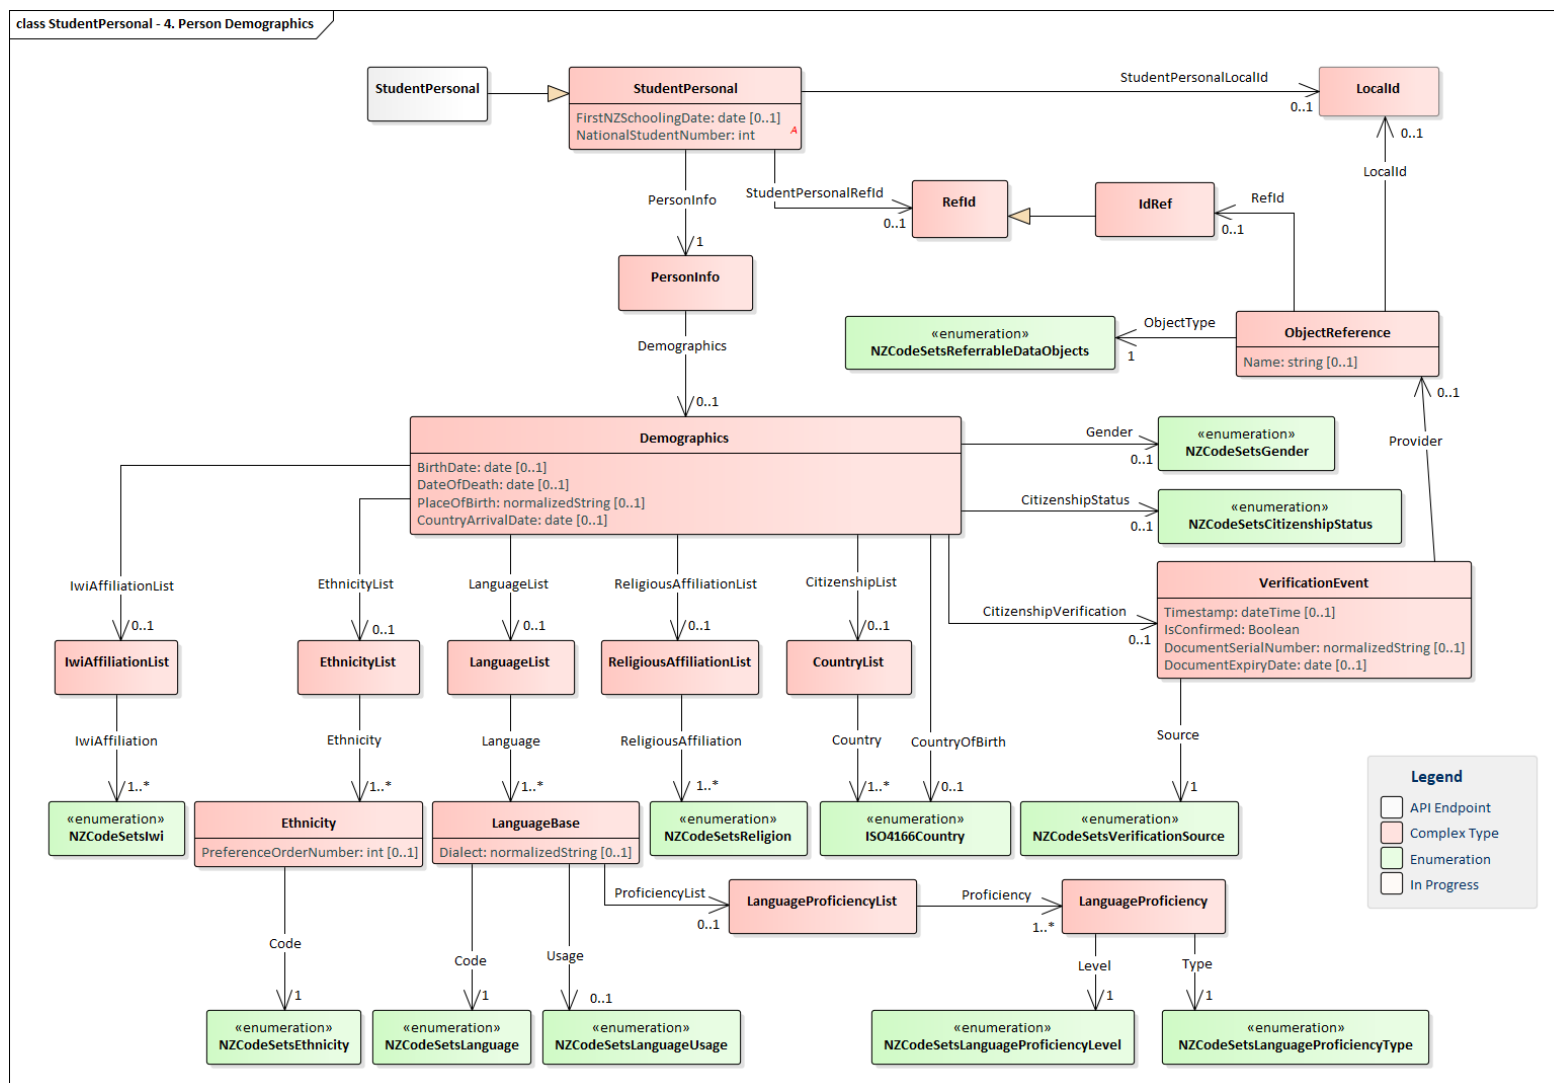 class StudentPersonal - 4. Person Demographics
StudentPersonal
StudentPersonal
FirstNZSchoolingDate: date [0..1]
NationalStudentNumber: int
A
StudentPersonalLocalId
0..1
LocalId
0..1
LocalId
PersonInfo
1
StudentPersonalRefId
0..1
RefId
IdRef
RefId
0..1
PersonInfo
Demographics
0..1
«enumeration»
NZCodeSetsReferrableDataObjects
ObjectType
1
ObjectReference
Name: string [0..1]
0..1
Provider
Demographics
BirthDate: date [0..1]
DateOfDeath: date [0..1]
PlaceOfBirth: normalizedString [0..1]
CountryArrivalDate: date [0..1]
Gender
0..1
«enumeration»
NZCodeSetsGender
CitizenshipStatus
0..1
«enumeration»
NZCodeSetsCitizenshipStatus
IwiAffiliationList
0..1
EthnicityList
0..1
LanguageList
0..1
ReligiousAffiliationList
0..1
CitizenshipList
0..1
CitizenshipVerification
0..1
VerificationEvent
Timestamp: dateTime [0..1]
IsConfirmed: Boolean
DocumentSerialNumber: normalizedString [0..1]
DocumentExpiryDate: date [0..1]
IwiAffiliationList
EthnicityList
LanguageList
ReligiousAffiliationList
CountryList
IwiAffiliation
1..*
Ethnicity
1..*
Language
1..*
ReligiousAffiliation
1..*
Country
1..*
CountryOfBirth
0..1
Source
1
«enumeration»
NZCodeSetsIwi
Ethnicity
PreferenceOrderNumber: int [0..1]
LanguageBase
Dialect: normalizedString [0..1]
«enumeration»
NZCodeSetsReligion
«enumeration»
ISO4166Country
«enumeration»
NZCodeSetsVerificationSource
Legend
API Endpoint
Complex Type
Enumeration
In Progress
ProficiencyList
0..1
LanguageProficiencyList
Proficiency
1..*
LanguageProficiency
Code
1
Code
1
Usage
0..1
Level
1
Type
1
«enumeration»
NZCodeSetsEthnicity
«enumeration»
NZCodeSetsLanguage
«enumeration»
NZCodeSetsLanguageUsage
«enumeration»
NZCodeSetsLanguageProficiencyLevel
«enumeration»
NZCodeSetsLanguageProficiencyType